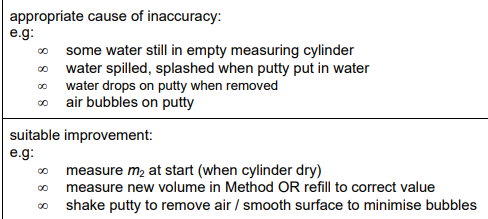 appropriate cause of inaccuracy:
e.g:
∞ some water still in empty measuring cylinder
∞ water spilled, splashed when putty put in water
∞ water drops on putty when removed
∞ air bubbles on putty
suitable improvement:
e.g:
∞ measure m₂ at start (when cylinder dry)
∞ measure new volume in Method OR refill to correct value
∞ shake putty to remove air / smooth surface to minimise bubbles